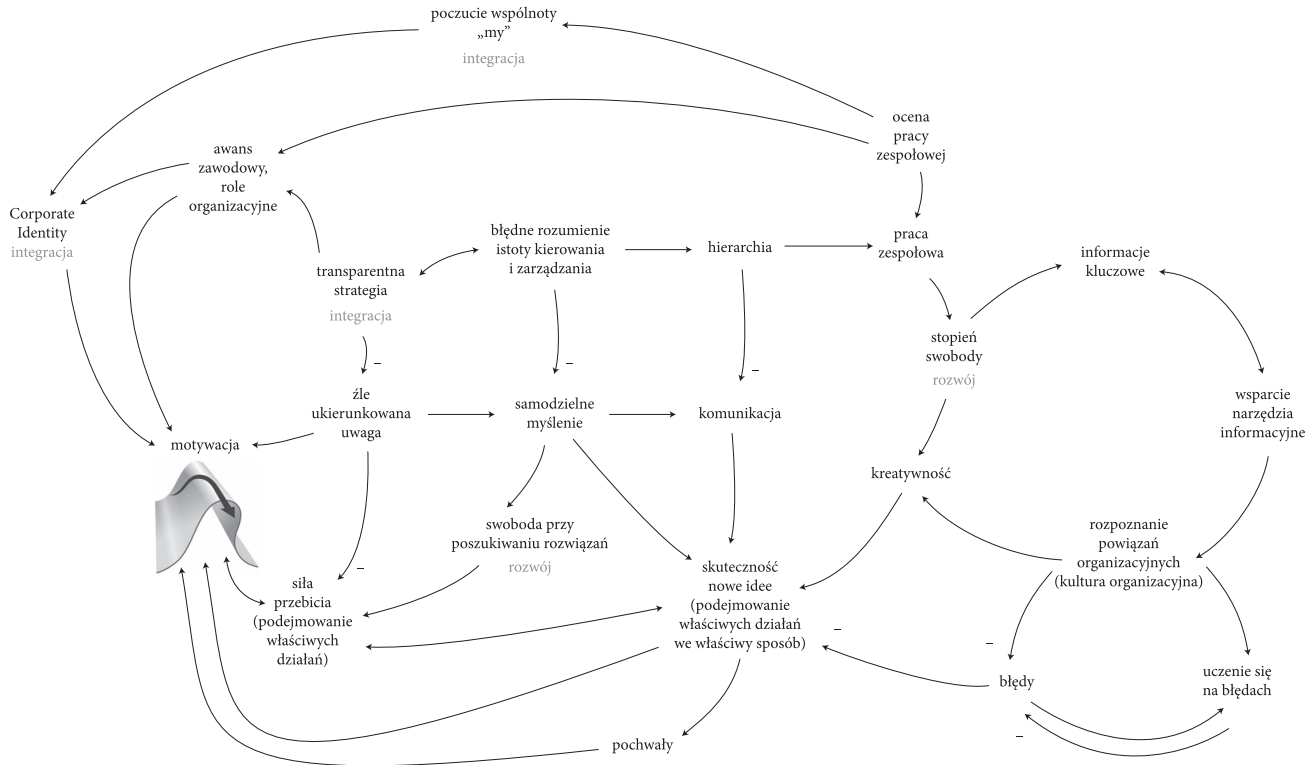 poczucie wspólnoty
„my”
integracja
ocena
pracy
zespołowej
awans
zawodowy,
role
organizacyjne
Corporate
Identity
integracja
transparentna
strategia
integracja
błędne rozumienie
istoty kierowania
i zarządzania
hierarchia
praca
zespołowa
informacje
kluczowe
stopień
swobody
rozwój
–
–
–
źle
ukierunkowana
uwaga
samodzielne
myślenie
komunikacja
wsparcie
narzędzia
informacyjne
motywacja
kreatywność
swoboda przy
poszukiwaniu rozwiązań
rozwój
rozpoznanie
powiązań
organizacyjnych
(kultura organizacyjna)
–
siła
przebicia
(podejmowanie
właściwych
działań)
skuteczność
nowe idee
(podejmowanie
właściwych działań
we właściwy sposób)
–
–
błędy
uczenie się
na błędach
–
pochwały